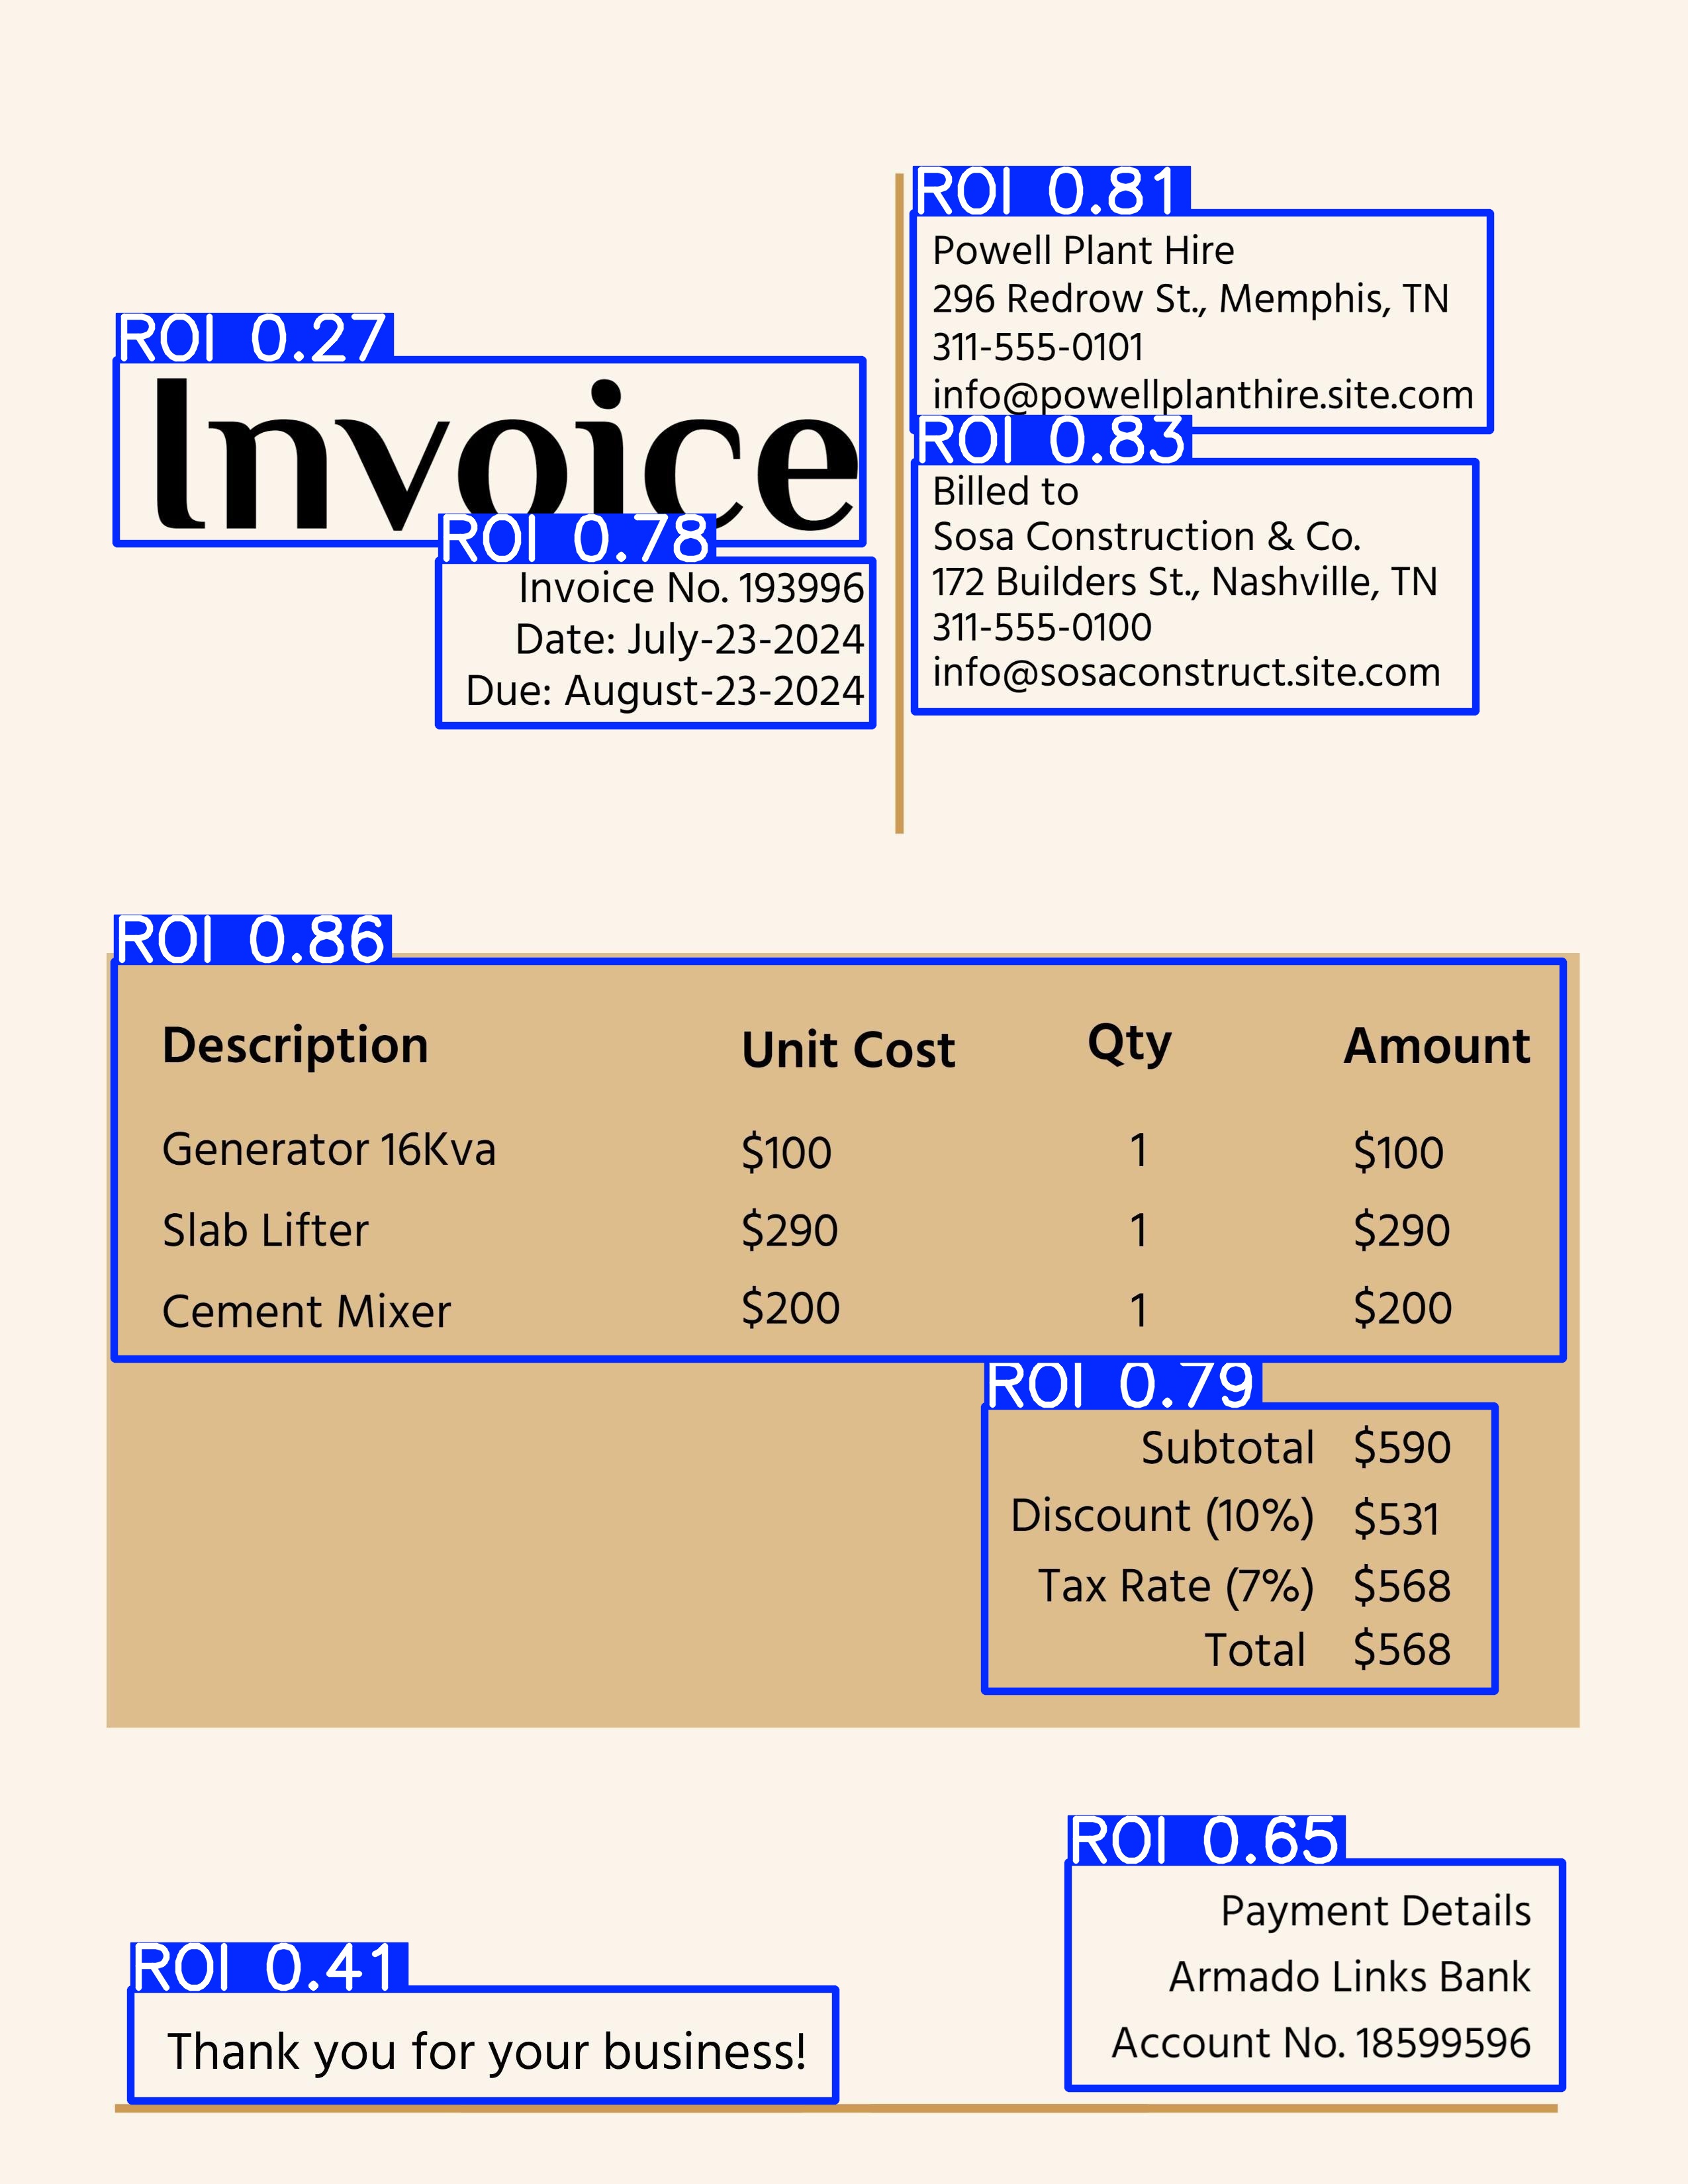 ROI 0.27
Invoice
ROI 0.78
Invoice No. 193996
Date: July-23-2024
Due: August-23-2024
ROI 0.81
Powell Plant Hire
296 Redrow St., Memphis, TN
311-555-0101
info@powellplanthire.site.com
ROI 0.83
Billed to
Sosa Construction & Co.
172 Builders St., Nashville, TN
311-555-0100
info@sosaconstruct.site.com
ROI 0.86
Description Unit Cost Qty Amount
Generator 16Kva $100 1 $100
Slab Lifter $290 1 $290
Cement Mixer $200 1 $200
ROI 0.79
Subtotal $590
Discount (10%) $531
Tax Rate (7%) $568
Total $568
ROI 0.65
Payment Details
Armado Links Bank
Account No. 18599596
ROI 0.41
Thank you for your business!